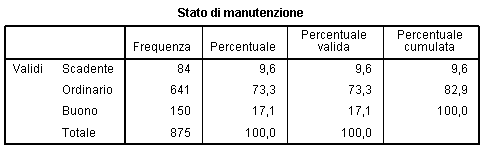 Stato di manutenzione
Frequenza Percentuale Percentuale valida Percentuale cumulata
Validi Scadente 84 9,6 9,6 9,6
Ordinario 641 73,3 73,3 82,9
Buono 150 17,1 17,1 100,0
Totale 875 100,0 100,0